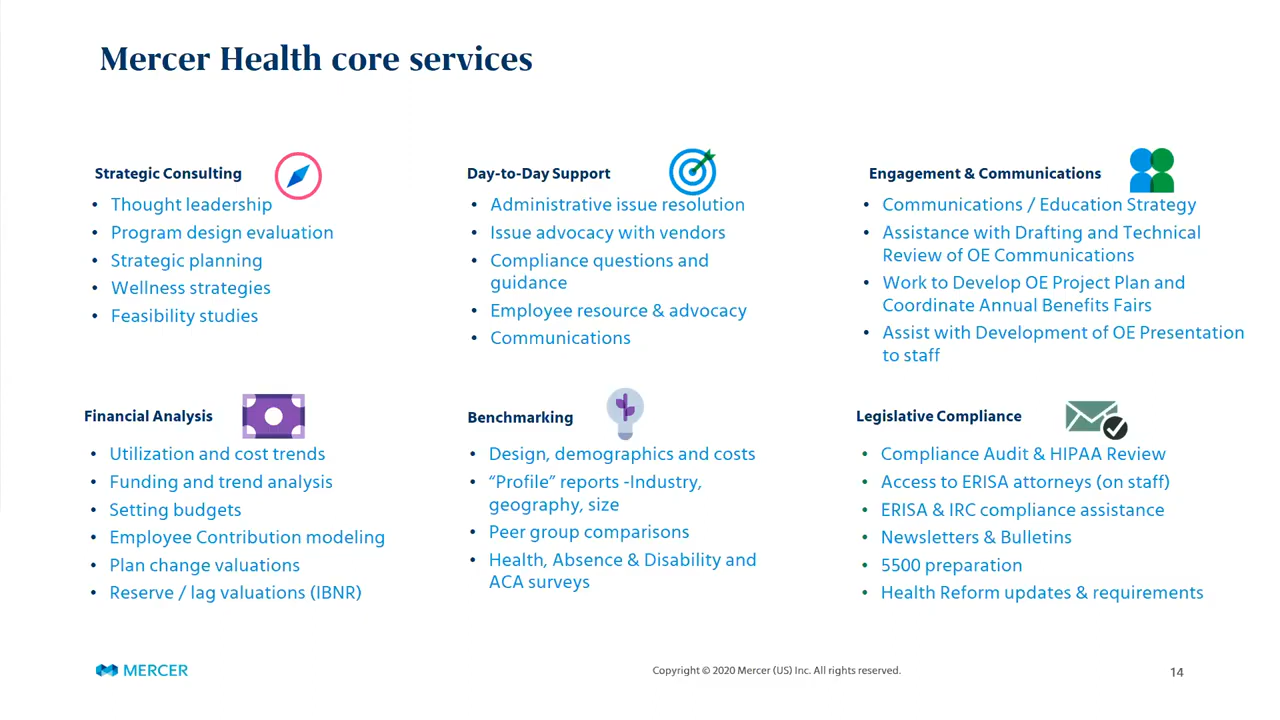 Mercer Health core services
Strategic Consulting
• Thought leadership
• Program design evaluation
• Strategic planning
• Wellness strategies
• Feasibility studies
Day-to-Day Support
• Administrative issue resolution
• Issue advocacy with vendors
• Compliance questions and
guidance
• Employee resource & advocacy
• Communications
Engagement & Communications
• Communications / Education Strategy
• Assistance with Drafting and Technical
Review of OE Communications
• Work to Develop OE Project Plan and
Coordinate Annual Benefits Fairs
• Assist with Development of OE Presentation
to staff
Financial Analysis
• Utilization and cost trends
• Funding and trend analysis
• Setting budgets
• Employee Contribution modeling
• Plan change valuations
• Reserve / lag valuations (IBNR)
Benchmarking
• Design, demographics and costs
• “Profile” reports -Industry,
geography, size
• Peer group comparisons
• Health, Absence & Disability and
ACA surveys
Legislative Compliance
• Compliance Audit & HIPAA Review
• Access to ERISA attorneys (on staff)
• ERISA & IRC compliance assistance
• Newsletters & Bulletins
• 5500 preparation
• Health Reform updates & requirements
MERCER
Copyright © 2020 Mercer (US) Inc. All rights reserved.
14